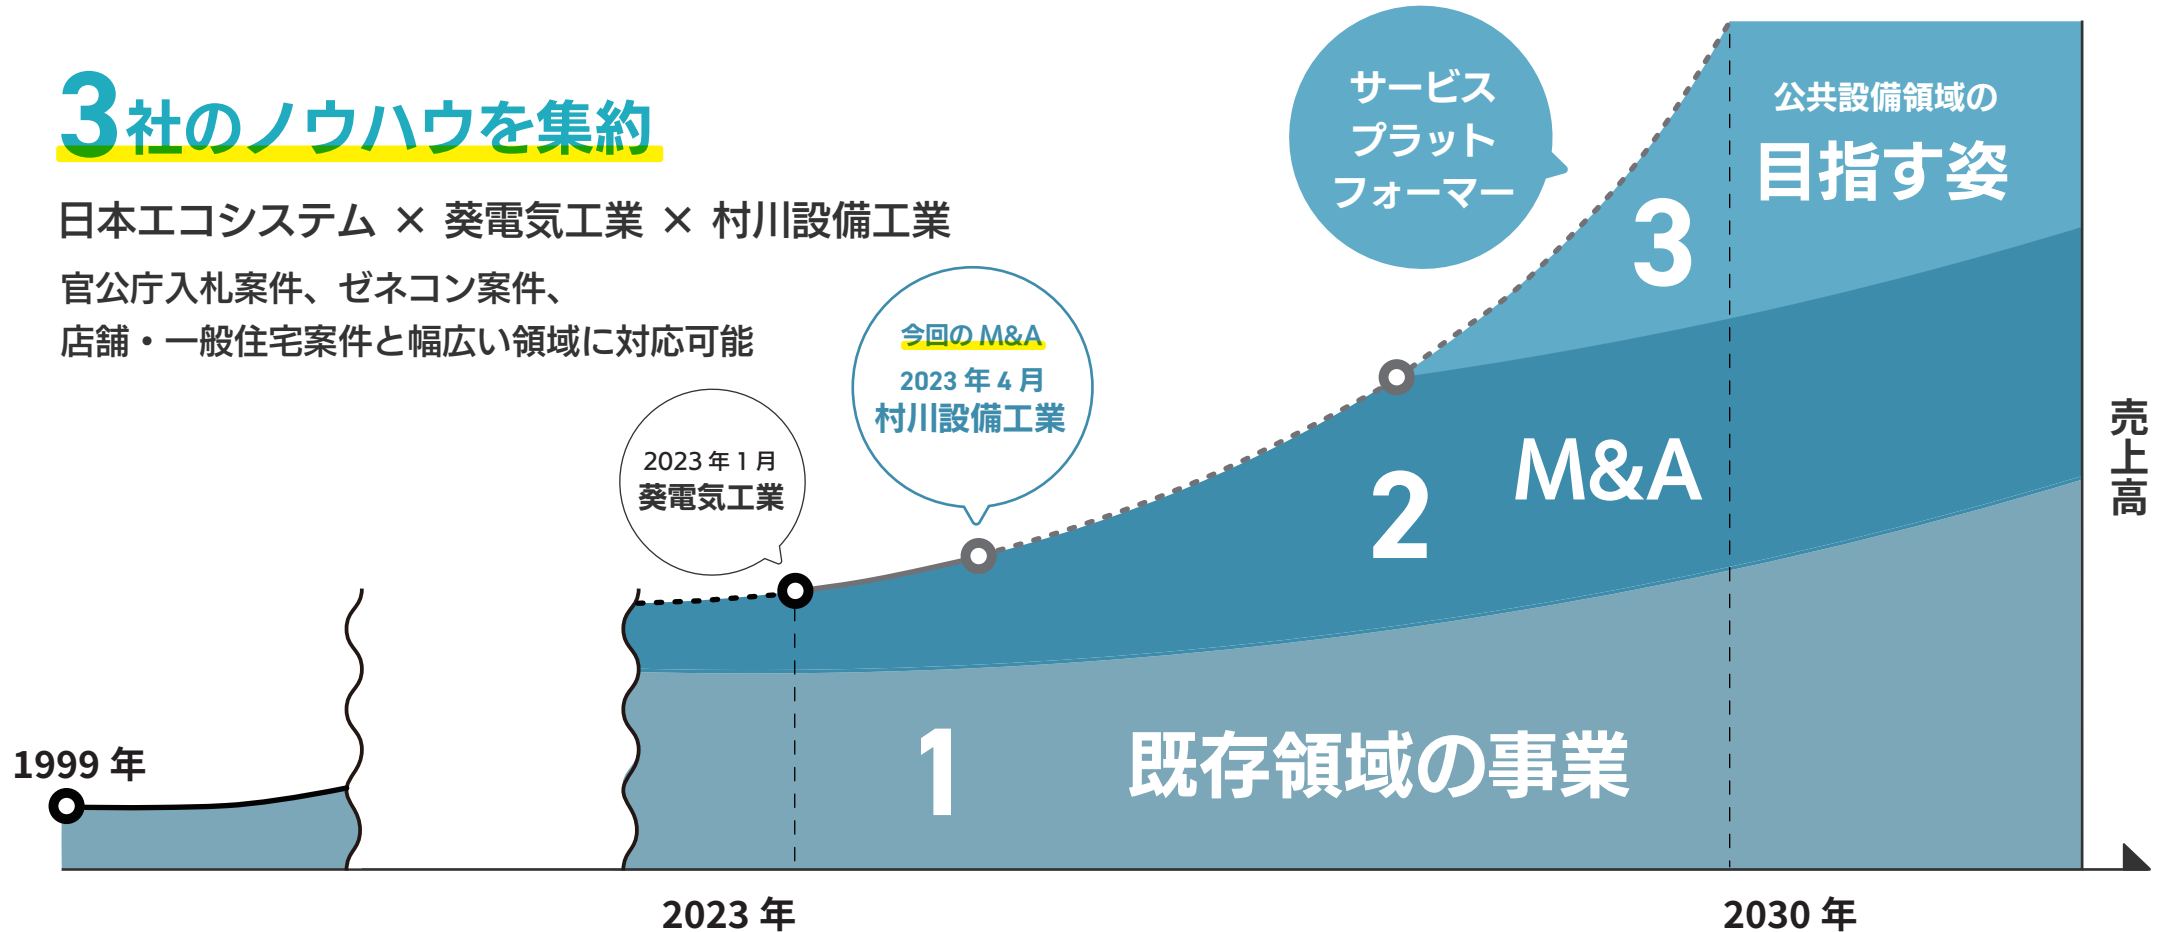 3社のノウハウを集約
日本エコシステム × 葵電気工業 × 村川設備工業
官公庁入札案件、ゼネコン案件、
店舗・一般住宅案件と幅広い領域に対応可能
サービス
プラット
フォーマー
公共設備領域の
目指す姿
3
今回の M&A
2023 年 4 月
村川設備工業
2023 年 1 月
葵電気工業
2
M&A
売上高
1
既存領域の事業
1999 年
2023 年
2030 年